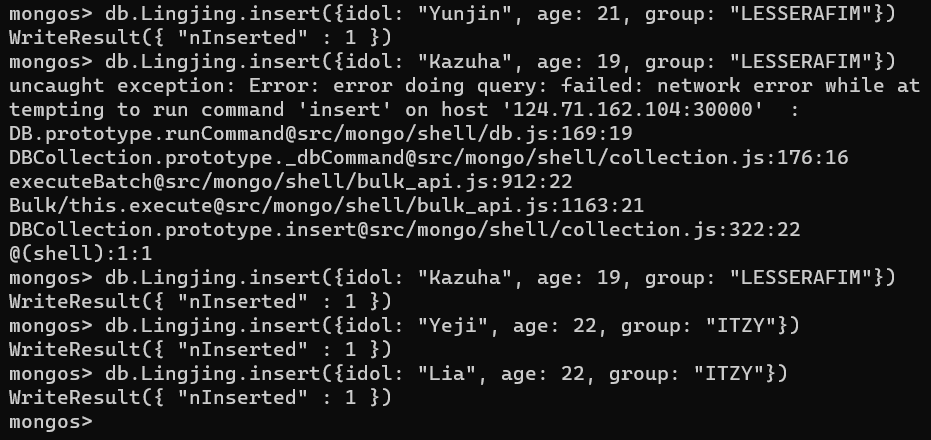 mongos> db.Lingjing.insert({idol: "Yunjin", age: 21, group: "LESSERAFIM"})
WriteResult({ "nInserted" : 1 })
mongos> db.Lingjing.insert({idol: "Kazuha", age: 19, group: "LESSERAFIM"})
uncaught exception: Error: error doing query: failed: network error while at
tempting to run command 'insert' on host '124.71.162.104:30000'  :
DB.prototype.runCommand@src/mongo/shell/db.js:169:19
DBCollection.prototype._dbCommand@src/mongo/shell/collection.js:176:16
executeBatch@src/mongo/shell/bulk_api.js:912:22
Bulk/this.execute@src/mongo/shell/bulk_api.js:1163:21
DBCollection.prototype.insert@src/mongo/shell/collection.js:322:22
@(shell):1:1
mongos> db.Lingjing.insert({idol: "Kazuha", age: 19, group: "LESSERAFIM"})
WriteResult({ "nInserted" : 1 })
mongos> db.Lingjing.insert({idol: "Yeji", age: 22, group: "ITZY"})
WriteResult({ "nInserted" : 1 })
mongos> db.Lingjing.insert({idol: "Lia", age: 22, group: "ITZY"})
WriteResult({ "nInserted" : 1 })
mongos>